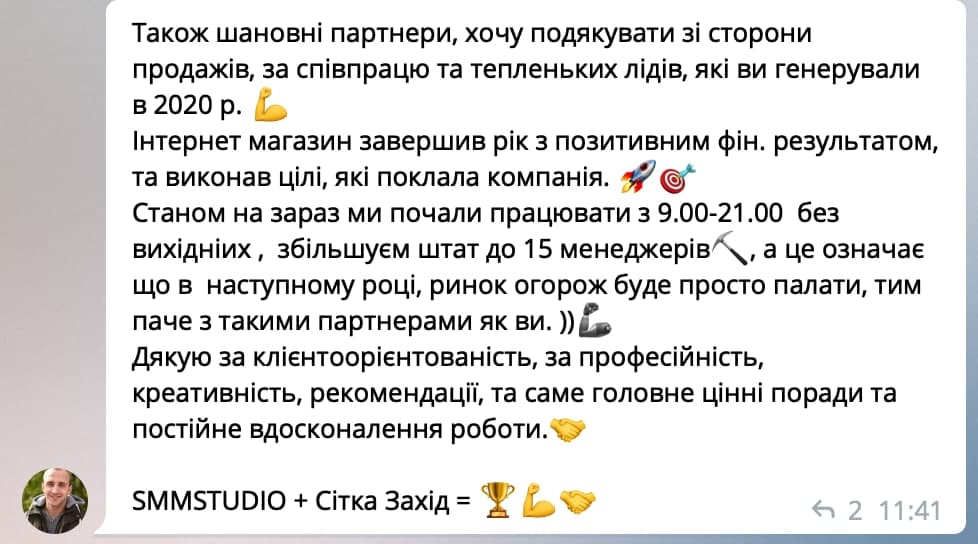 Також шановні партнери, хочу подякувати зі сторони
продажів, за співпрацю та тепленьких лідів, які ви генерували
в 2020 р. 💪
Інтернет магазин завершив рік з позитивним фін. результатом,
та виконав цілі, які поклала компанія. 🚀🎯
Станом на зараз ми почали працювати з 9.00-21.00 без
вихідніих , збільшуєм штат до 15 менеджерів⛏, а це означає
що в наступному році, ринок огорож буде просто палати, тим
паче з такими партнерами як ви. ))🦾
Дякую за клієнтоорієнтованість, за професійність,
креативність, рекомендації, та саме головне цінні поради та
постійне вдосконалення роботи.🤝
SMMSTUDIO + Сітка Захід = 🏆💪🤝
2 11:41